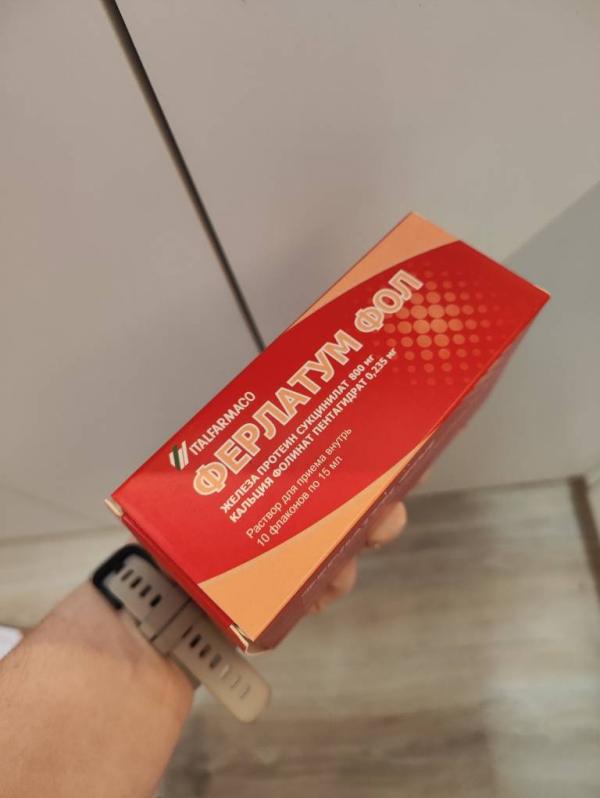 ITALFARMACO
ФЕРЛАТУМ ФОЛ
ЖЕЛЕЗА ПРОТЕИН СУКЦИНИЛАТ 800 мг
КАЛЬЦИЯ ФОЛИНАТ ПЕНТАГИДРАТ 0,235 мг
Раствор для приема внутрь
10 флаконов по 15 мл